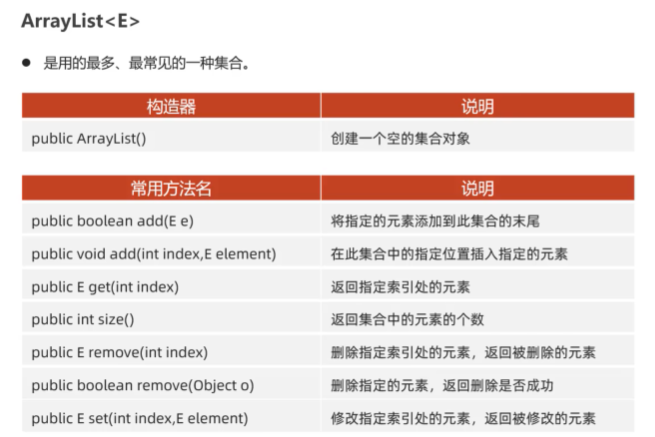 ArrayList<E>
● 是用的最多、最常见的一种集合。
构造器 说明
public ArrayList() 创建一个空的集合对象
常用方法名 说明
public boolean add(E e) 将指定的元素添加到此集合的末尾
public void add(int index,E element) 在此集合中的指定位置插入指定的元素
public E get(int index) 返回指定索引处的元素
public int size() 返回集合中的元素的个数
public E remove(int index) 删除指定索引处的元素，返回被删除的元素
public boolean remove(Object o) 删除指定的元素，返回删除是否成功
public E set(int index,E element) 修改指定索引处的元素，返回被修改的元素